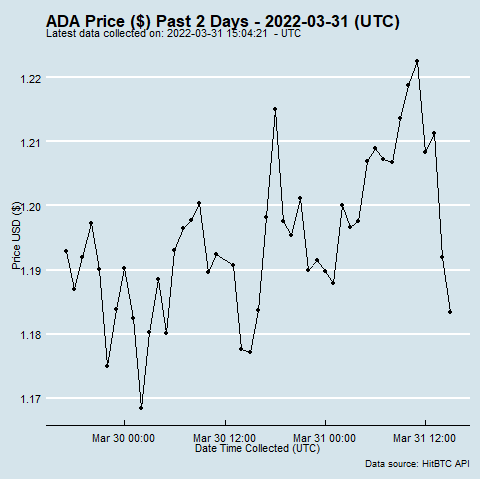 ADA Price ($) Past 2 Days - 2022-03-31 (UTC)
Latest data collected on: 2022-03-31 15:04:21 - UTC
1.22
1.21
1.20
1.19
1.18
1.17
Price USD ($)
Mar 30 00:00 Mar 30 12:00 Mar 31 00:00 Mar 31 12:00
Date Time Collected (UTC)
Data source: HitBTC API